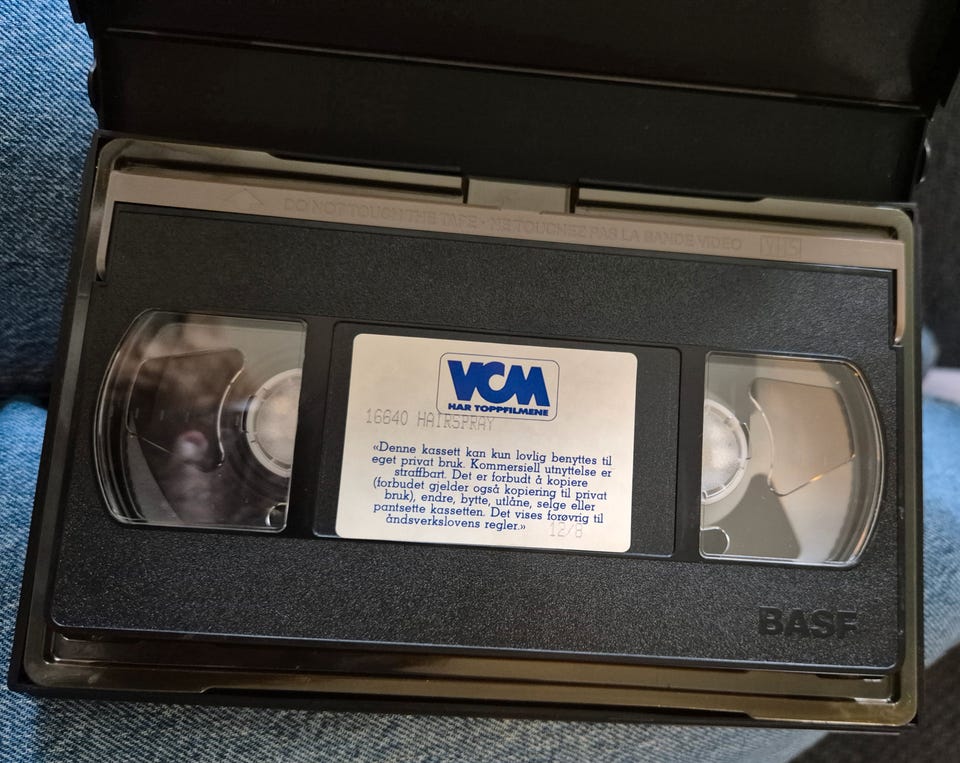 DO NOT TOUCH THE TAPE - NE TOUCHEZ PAS LA BANDE VIDEO VHS
VCM
HAR TOPPFILMENE
16640 HAIRSPRAY
«Denne kassett kan kun lovlig benyttes til
eget privat bruk. Kommersiell utnyttelse er
straffbart. Det er forbudt å kopiere
(forbudet gjelder også kopiering til privat
bruk), endre, bytte, utlåne, selge eller
pantsette kassetten. Det vises forøvrig til
åndsverkslovens regler.»
12/8
BASF